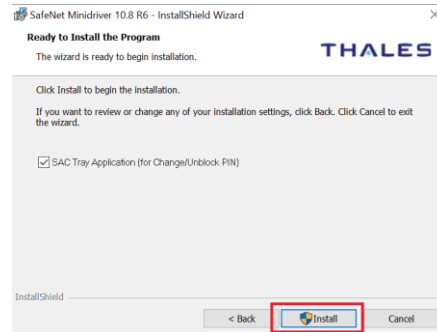 SafeNet Minidriver 10.8 R6 - InstallShield Wizard
Ready to Install the Program
The wizard is ready to begin installation.
THALES
Click Install to begin the installation.
If you want to review or change any of your installation settings, click Back. Click Cancel to exit
the wizard.
SAC Tray Application (for Change/Unblock PIN)
InstallShield
< Back
Install
Cancel